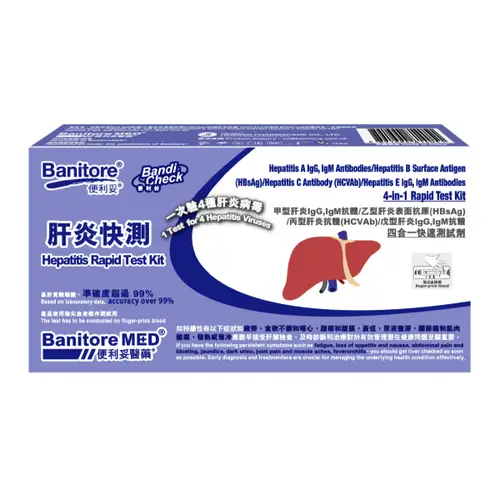 Banitore®
便利妥®
Bandi Check
便利檢
一次驗4種肝炎病毒
1 Test for 4 Hepatitis Viruses
肝炎快測
Hepatitis Rapid Test Kit
Hepatitis A IgG, IgM Antibodies/Hepatitis B Surface Antigen
(HBsAg)/Hepatitis C Antibody (HCVAb)/Hepatitis E IgG, IgM Antibodies
4-in-1 Rapid Test Kit
甲型肝炎IgG,IgM抗體/乙型肝炎表面抗原(HBsAg)
/丙型肝炎抗體(HCVAb)/戊型肝炎IgG,IgM抗體
四合一快速測試劑
finger-prick blood
準確度超過 99%
Based on laboratory data, accuracy over 99%
The test has to be conducted on finger-prick blood
Banitore MED®
便利妥醫藥®
If you have the following persistent symptoms such as fatigue, loss of appetite and nausea, abdominal pain and
bloating, jaundice, dark urine, joint pain and muscle aches, fever/chills, you should get liver checked as soon
as possible. Early diagnosis and treatment are crucial for managing the underlying health condition effectively.